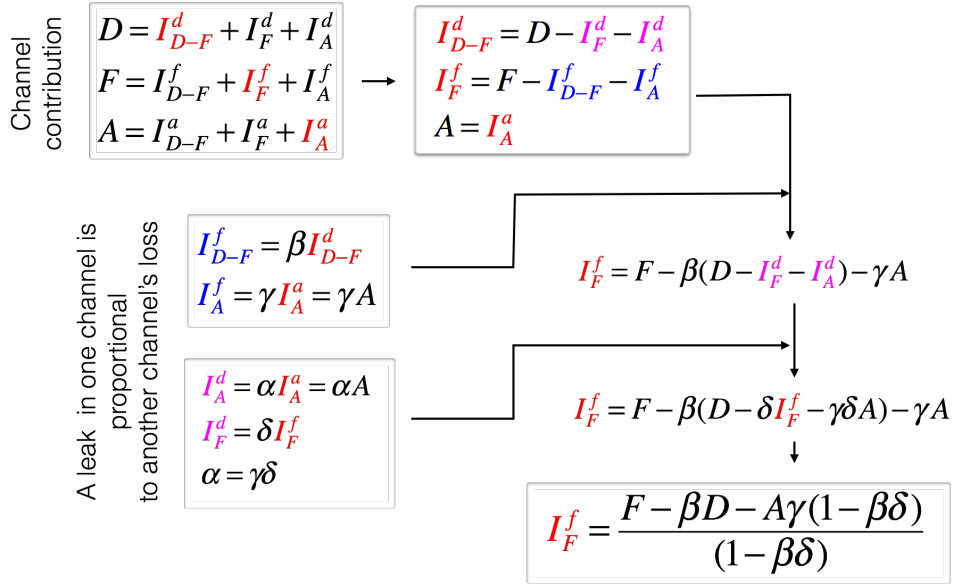 Channel
contribution
D = I^d_{D−F} + I^d_F + I^d_A
F = I^f_{D−F} + I^f_F + I^f_A
A = I^a_{D−F} + I^a_F + I^a_A
I^d_{D−F} = D − I^d_F − I^d_A
I^f_F = F − I^f_{D−F} − I^f_A
A = I^a_A
A leak in one channel is
proportional
to another channel's loss
I^f_{D−F} = βI^d_{D−F}
I^f_A = γI^a_A = γA
I^f_F = F − β(D − I^d_F − I^d_A) − γA
I^d_A = αI^a_A = αA
I^d_F = δI^f_F
α = γδ
I^f_F = F − β(D − δI^f_F − γδA) − γA
I^f_F = \frac{F − βD − Aγ(1 − βδ)}{(1 − βδ)}